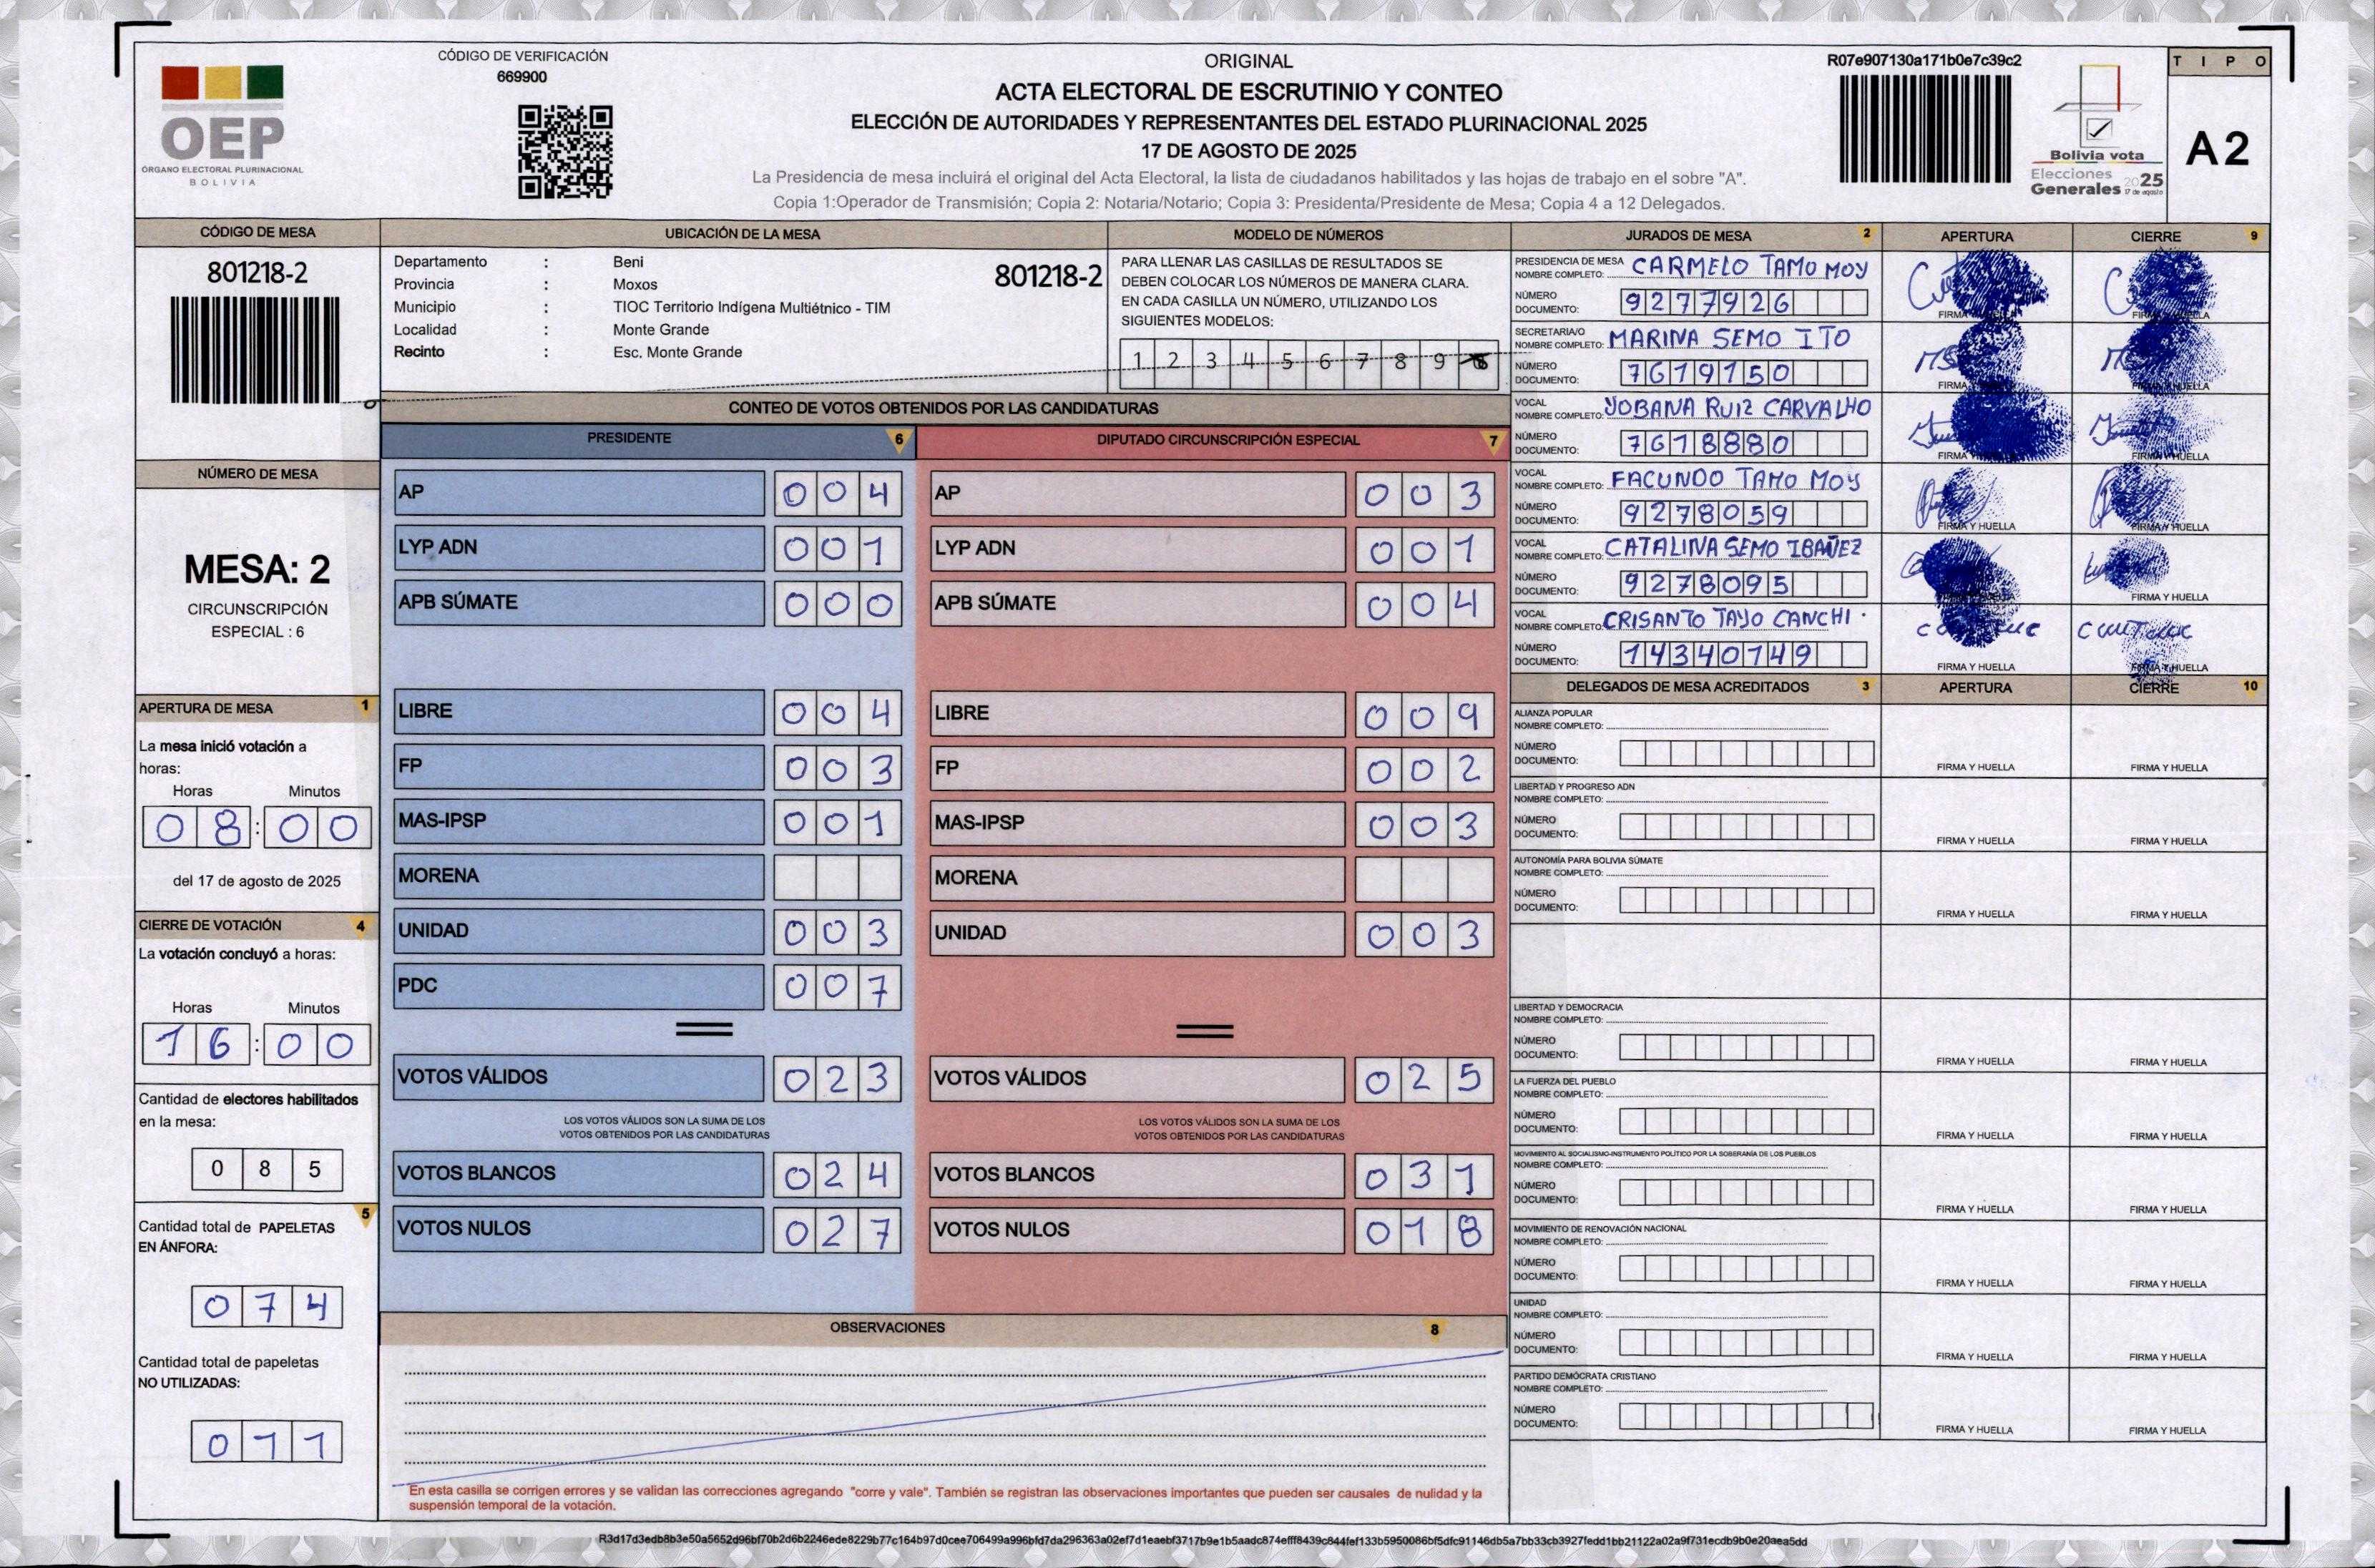 CÓDIGO DE VERIFICACIÓN
669900
OEP
ÓRGANO ELECTORAL PLURINACIONAL
BOLIVIA
ORIGINAL
ACTA ELECTORAL DE ESCRUTINIO Y CONTEO
ELECCIÓN DE AUTORIDADES Y REPRESENTANTES DEL ESTADO PLURINACIONAL 2025
17 DE AGOSTO DE 2025
La Presidencia de mesa incluirá el original del Acta Electoral, la lista de ciudadanos habilitados y las hojas de trabajo en el sobre "A".
Copia 1:Operador de Transmisión; Copia 2: Notaria/Notario; Copia 3: Presidenta/Presidente de Mesa; Copia 4 a 12 Delegados.
R07e907130a171b0e7c39c2
Bolivia vota
Elecciones
Generales 2025
17 de agosto
TIPO
A2
CÓDIGO DE MESA
801218-2
UBICACIÓN DE LA MESA
Departamento : Beni
Provincia : Moxos
Municipio : TIOC Territorio Indígena Multiétnico - TIM
Localidad : Monte Grande
Recinto : Esc. Monte Grande
801218-2
MODELO DE NÚMEROS
PARA LLENAR LAS CASILLAS DE RESULTADOS SE
DEBEN COLOCAR LOS NÚMEROS DE MANERA CLARA.
EN CADA CASILLA UN NÚMERO, UTILIZANDO LOS
SIGUIENTES MODELOS:
1 2 3 4 5 6 7 8 9
NÚMERO DE MESA
MESA: 2
CIRCUNSCRIPCIÓN
ESPECIAL : 6
APERTURA DE MESA 1
La mesa inició votación a
horas:
Horas Minutos
08:00
del 17 de agosto de 2025
CIERRE DE VOTACIÓN 4
La votación concluyó a horas:
Horas Minutos
16:00
Cantidad de electores habilitados
en la mesa:
085
5
Cantidad total de PAPELETAS
EN ÁNFORA:
074
Cantidad total de papeletas
NO UTILIZADAS:
011
CONTEO DE VOTOS OBTENIDOS POR LAS CANDIDATURAS
PRESIDENTE 6
AP 004
LYP ADN 001
APB SÚMATE 000
LIBRE 004
FP 003
MAS-IPSP 001
MORENA
UNIDAD 003
PDC 007
VOTOS VÁLIDOS 023
LOS VOTOS VÁLIDOS SON LA SUMA DE LOS
VOTOS OBTENIDOS POR LAS CANDIDATURAS
VOTOS BLANCOS 024
VOTOS NULOS 027
DIPUTADO CIRCUNSCRIPCIÓN ESPECIAL 7
AP 003
LYP ADN 001
APB SÚMATE 004
LIBRE 009
FP 002
MAS-IPSP 003
MORENA
UNIDAD 003
VOTOS VÁLIDOS 025
LOS VOTOS VÁLIDOS SON LA SUMA DE LOS
VOTOS OBTENIDOS POR LAS CANDIDATURAS
VOTOS BLANCOS 031
VOTOS NULOS 018
OBSERVACIONES 8
En esta casilla se corrigen errores y se validan las correcciones agregando "corre y vale". También se registran las observaciones importantes que pueden ser causales de nulidad y la
suspensión temporal de la votación.
JURADOS DE MESA 2 APERTURA CIERRE 9
PRESIDENCIA DE MESA
NOMBRE COMPLETO: CARMELO TAMO MOY
NÚMERO
DOCUMENTO: 9277926
FIRMA Y HUELLA
SECRETARIA/O
NOMBRE COMPLETO: MARINA SEMO ITO
NÚMERO
DOCUMENTO: 7619150
FIRMA Y HUELLA
VOCAL
NOMBRE COMPLETO: YOBANA RUIZ CARVALHO
NÚMERO
DOCUMENTO: 7618880
FIRMA Y HUELLA
VOCAL
NOMBRE COMPLETO: FACUNDO TAMO MOY
NÚMERO
DOCUMENTO: 9278059
FIRMA Y HUELLA FIRMA Y HUELLA
VOCAL
NOMBRE COMPLETO: CATALINA SEMO IBAÑEZ
NÚMERO
DOCUMENTO: 9278095
FIRMA Y HUELLA
VOCAL
NOMBRE COMPLETO: CRISANTO TAYO CANCHI
NÚMERO
DOCUMENTO: 14340149
FIRMA Y HUELLA FIRMA Y HUELLA
DELEGADOS DE MESA ACREDITADOS 3 APERTURA CIERRE 10
ALIANZA POPULAR
NOMBRE COMPLETO:
NÚMERO
DOCUMENTO:
FIRMA Y HUELLA FIRMA Y HUELLA
LIBERTAD Y PROGRESO ADN
NOMBRE COMPLETO:
NÚMERO
DOCUMENTO:
FIRMA Y HUELLA FIRMA Y HUELLA
AUTONOMÍA PARA BOLIVIA SÚMATE
NOMBRE COMPLETO:
NÚMERO
DOCUMENTO:
FIRMA Y HUELLA FIRMA Y HUELLA
LIBERTAD Y DEMOCRACIA
NOMBRE COMPLETO:
NÚMERO
DOCUMENTO:
FIRMA Y HUELLA FIRMA Y HUELLA
LA FUERZA DEL PUEBLO
NOMBRE COMPLETO:
NÚMERO
DOCUMENTO:
FIRMA Y HUELLA FIRMA Y HUELLA
MOVIMIENTO AL SOCIALISMO-INSTRUMENTO POLÍTICO POR LA SOBERANÍA DE LOS PUEBLOS
NOMBRE COMPLETO:
NÚMERO
DOCUMENTO:
FIRMA Y HUELLA FIRMA Y HUELLA
MOVIMIENTO DE RENOVACIÓN NACIONAL
NOMBRE COMPLETO:
NÚMERO
DOCUMENTO:
FIRMA Y HUELLA FIRMA Y HUELLA
UNIDAD
NOMBRE COMPLETO:
NÚMERO
DOCUMENTO:
FIRMA Y HUELLA FIRMA Y HUELLA
PARTIDO DEMÓCRATA CRISTIANO
NOMBRE COMPLETO:
NÚMERO
DOCUMENTO:
FIRMA Y HUELLA FIRMA Y HUELLA